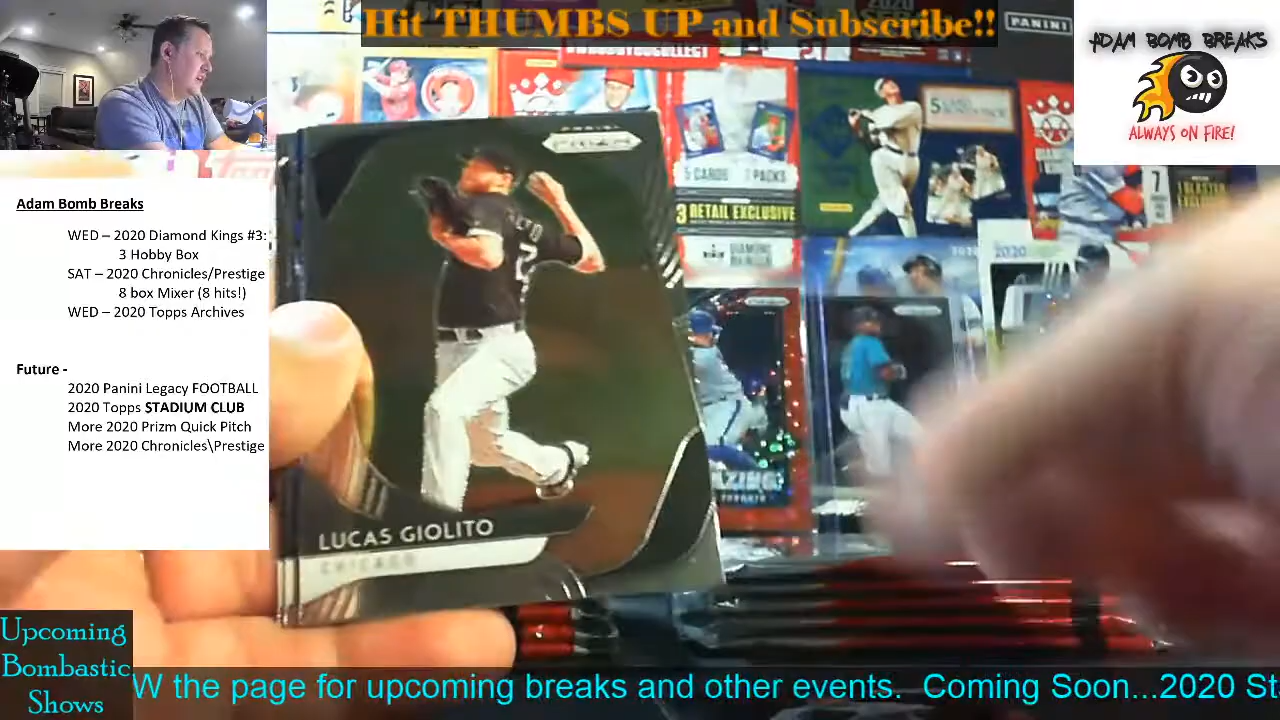 Hit THUMBS UP and Subscribe!!
PANINI
ADAM BOMB BREAKS
ALWAYS ON FIRE!
Adam Bomb Breaks
WED – 2020 Diamond Kings #3:
3 Hobby Box
SAT – 2020 Chronicles/Prestige
8 box Mixer (8 hits!)
WED – 2020 Topps Archives
Future -
2020 Panini Legacy FOOTBALL
2020 Topps STADIUM CLUB
More 2020 Prizm Quick Pitch
More 2020 Chronicles\Prestige
5 CARDS
PACKS
3 RETAIL EXCLUSIVE
DIAMOND
2020
7
LUCAS GIOLITO
CHICAGO
Upcoming
Bombastic
Shows
W the page for upcoming breaks and other events. Coming Soon...2020 St